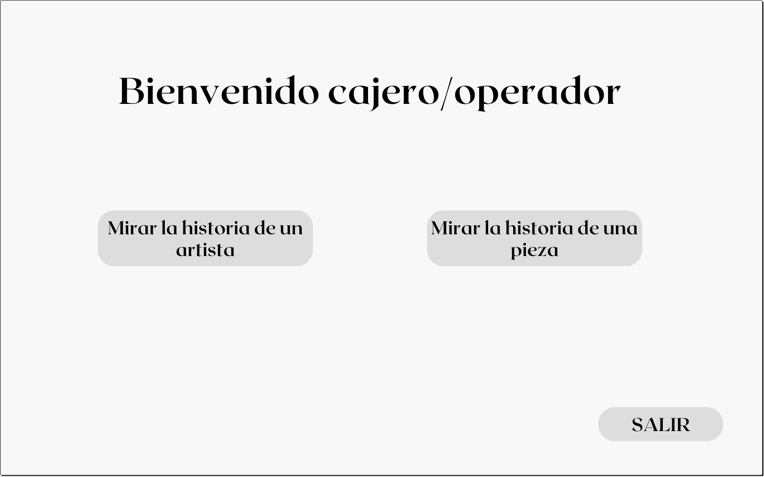 Bienvenido cajero/operador
Mirar la historia de un
artista
Mirar la historia de una
pieza
SALIR